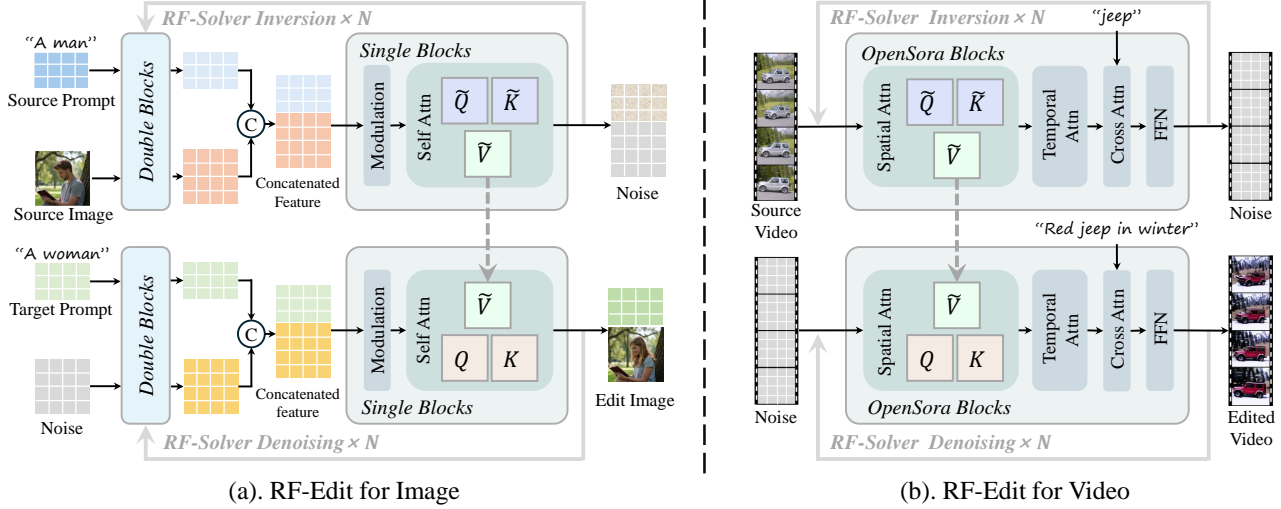 RF-Solver Inversion × N
“A man”
Source Prompt
Source Image
Double Blocks
C
Concatenated
Feature
Single Blocks
Modulation
Self Attn
Q̃
K̃
Ṽ
Noise
“A woman”
Target Prompt
Noise
Double Blocks
C
Concatenated
feature
Modulation
Self Attn
Ṽ
Q
K
Single Blocks
Edit Image
RF-Solver Denoising × N
(a). RF-Edit for Image
RF-Solver Inversion × N
“jeep”
Source
Video
OpenSora Blocks
Spatial Attn
Q̃
K̃
Ṽ
Temporal
Attn
Cross Attn
FFN
Noise
“Red jeep in winter”
Noise
Spatial Attn
Ṽ
Q
K
Temporal
Attn
Cross Attn
FFN
OpenSora Blocks
Edited
Video
RF-Solver Denoising × N
(b). RF-Edit for Video